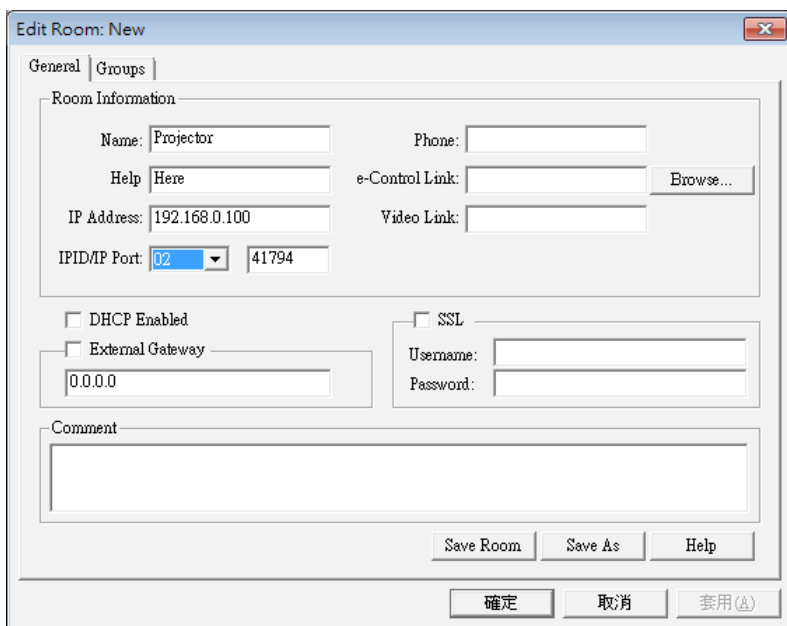 Edit Room: New
General Groups
Room Information
Name: Projector Phone:
Help Here e-Control Link: Browse...
IP Address: 192.168.0.100 Video Link:
IPID/IP Port: 02 41794
DHCP Enabled SSL
External Gateway Username:
0.0.0.0 Password:
Comment
Save Room Save As Help
確定 取消 套用(A)